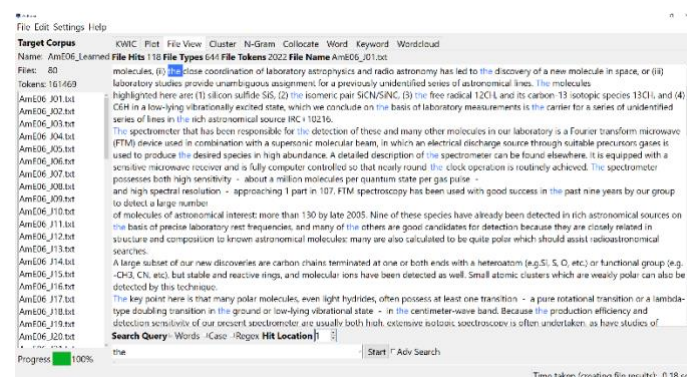 File Edit Settings Help
Target Corpus
Name: AmE06_Learned
Files: 80
Tokens: 161469
AmE06_J01.txt
AmE06_J02.txt
AmE06_J03.txt
AmE06_J04.txt
AmE06_J05.txt
AmE06_J06.txt
AmE06_J07.txt
AmE06_J08.txt
AmE06_J09.txt
AmE06_J10.txt
AmE06_J11.txt
AmE06_J12.txt
AmE06_J13.txt
AmE06_J14.txt
AmE06_J15.txt
AmE06_J16.txt
AmE06_J17.txt
AmE06_J18.txt
AmE06_J19.txt
AmE06_J20.txt
Progress 100%
KWIC Plot File View Cluster N-Gram Collocate Word Keyword Wordcloud
File Hits 118 File Types 644 File Tokens 2022 File Name AmE06_J01.txt
molecules, (ii) the close coordination of laboratory astrophysics and radio astronomy has led to the discovery of a new molecule in space, or (iii)
laboratory studies provide unambiguous assignment for a previously unidentified series of astronomical lines. The molecules
highlighted here are: (1) silicon sulfide SiS, (2) the isomeric pair SiCN/SiNC, (3) the free radical 12CH, and its carbon-13 isotopic species 13CH, and (4)
C6H in a low-lying vibrationally excited state, which we conclude on the basis of laboratory measurements is the carrier for a series of unidentified
series of lines in the rich astronomical source IRC+10216.
The spectrometer that has been responsible for the detection of these and many other molecules in our laboratory is a Fourier transform microwave
(FTM) device used in combination with a supersonic molecular beam, in which an electrical discharge source through suitable precursors gases is
used to produce the desired species in high abundance. A detailed description of the spectrometer can be found elsewhere. It is equipped with a
sensitive microwave receiver and is fully computer controlled so that nearly round the clock operation is routinely achieved. The spectrometer
possesses both high sensitivity - about a million molecules per quantum state per gas pulse -
and high spectral resolution - approaching 1 part in 107. FTM spectroscopy has been used with good success in the past nine years by our group
to detect a large number
of molecules of astronomical interest: more than 130 by late 2005. Nine of these species have already been detected in rich astronomical sources on
the basis of precise laboratory rest frequencies, and many of the others are good candidates for detection because they are closely related in
structure and composition to known astronomical molecules; many are also calculated to be quite polar which should assist radioastronomical
searches.
A large subset of our new discoveries are carbon chains terminated at one or both ends with a heteroatom (e.g.Si, S, O, etc.) or functional group (e.g.
-CH3, CN, etc), but stable and reactive rings, and molecular ions have been detected as well. Small atomic clusters which are weakly polar can also be
detected by this technique.
The key point here is that many polar molecules, even light hydrides, often possess at least one transition - a pure rotational transition or a lambda-
type doubling transition in the ground or low-lying vibrational state - in the centimeter-wave band. Because the production efficiency and
detection sensitivity of our present spectrometer are usually both high, extensive isotopic spectroscopy is often undertaken, as have studies of
Search Query Words Case Regex Hit Location 1
the Start Adv Search
Time taken (creating file results): 0.18 s